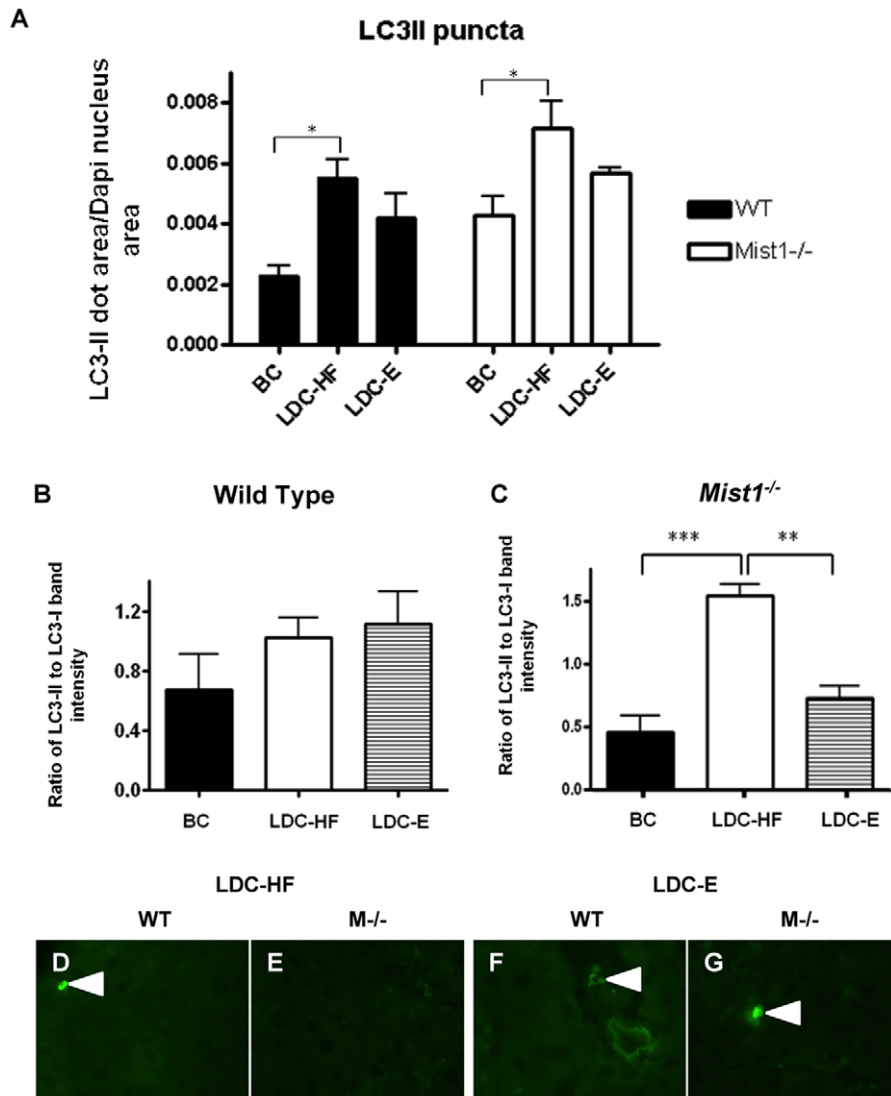 A
LC3II puncta
LC3-II dot area/Dapi nucleus
area
0.008
0.006
0.004
0.002
0.000
*
*
BC
LDC-HF
LDC-E
BC
LDC-HF
LDC-E
WT
Mist1-/-
B
Wild Type
Ratio of LC3-II to LC3-I band
intensity
1.2
0.8
0.4
0.0
BC
LDC-HF
LDC-E
C
Mist1-/-
Ratio of LC3-II to LC3-I band
intensity
***
**
1.5
1.0
0.5
0.0
BC
LDC-HF
LDC-E
LDC-HF
LDC-E
WT
M-/-
WT
M-/-
D
E
F
G